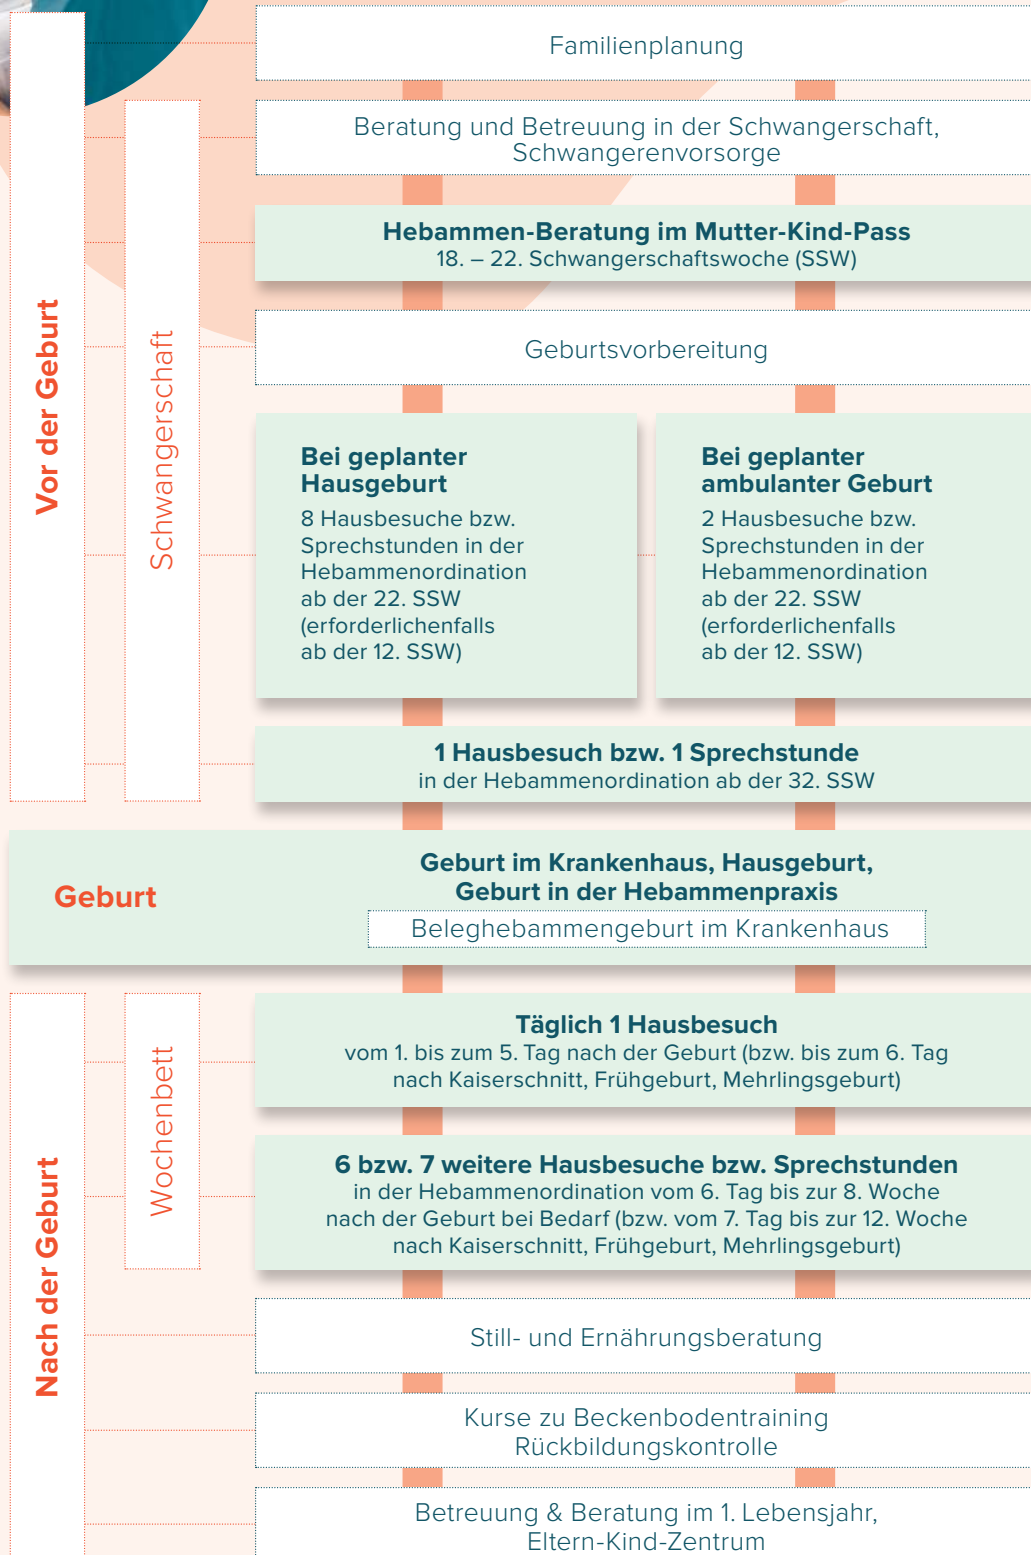 Vor der Geburt
Schwangerschaft
Familienplanung
Beratung und Betreuung in der Schwangerschaft,
Schwangerenvorsorge
Hebammen-Beratung im Mutter-Kind-Pass
18. – 22. Schwangerschaftswoche (SSW)
Geburtsvorbereitung
Bei geplanter
Hausgeburt
8 Hausbesuche bzw.
Sprechstunden in der
Hebammenordination
ab der 22. SSW
(erforderlichenfalls
ab der 12. SSW)
Bei geplanter
ambulanter Geburt
2 Hausbesuche bzw.
Sprechstunden in der
Hebammenordination
ab der 22. SSW
(erforderlichenfalls
ab der 12. SSW)
1 Hausbesuch bzw. 1 Sprechstunde
in der Hebammenordination ab der 32. SSW
Geburt
Geburt im Krankenhaus, Hausgeburt,
Geburt in der Hebammenpraxis
Beleghebammengeburt im Krankenhaus
Nach der Geburt
Wochenbett
Täglich 1 Hausbesuch
vom 1. bis zum 5. Tag nach der Geburt (bzw. bis zum 6. Tag
nach Kaiserschnitt, Frühgeburt, Mehrlingsgeburt)
6 bzw. 7 weitere Hausbesuche bzw. Sprechstunden
in der Hebammenordination vom 6. Tag bis zur 8. Woche
nach der Geburt bei Bedarf (bzw. vom 7. Tag bis zur 12. Woche
nach Kaiserschnitt, Frühgeburt, Mehrlingsgeburt)
Still- und Ernährungsberatung
Kurse zu Beckenbodentraining
Rückbildungskontrolle
Betreuung & Beratung im 1. Lebensjahr,
Eltern-Kind-Zentrum